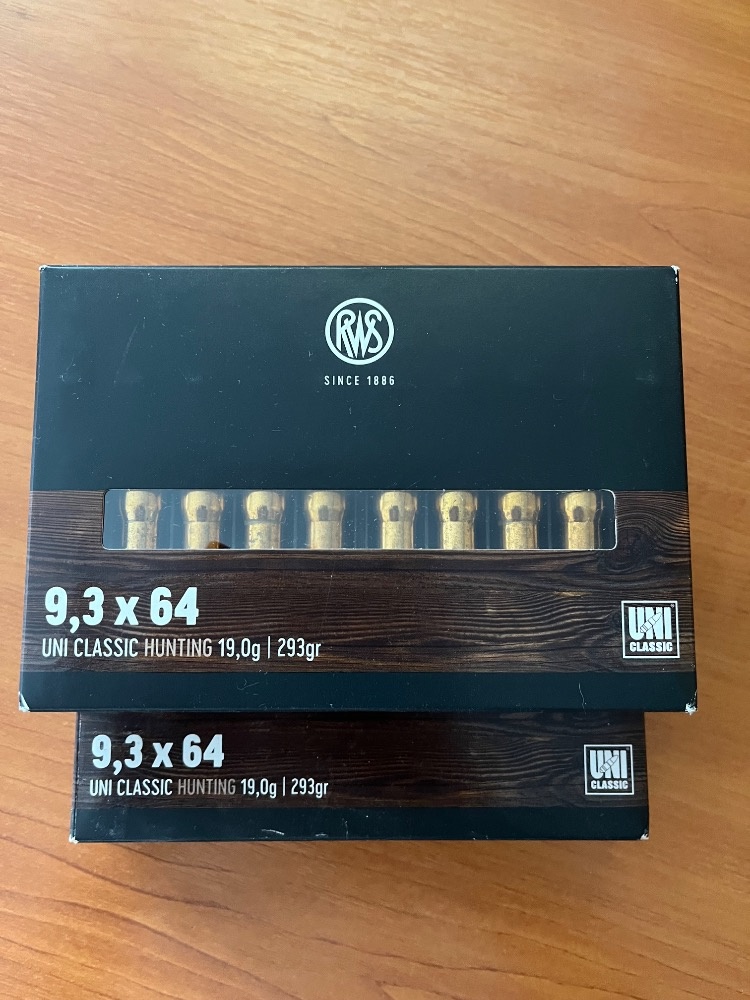 RWS
SINCE 1886
9,3 x 64
UNI CLASSIC HUNTING 19,0g | 293gr
UNI
CLASSIC
9,3 x 64
UNI CLASSIC HUNTING 19,0g | 293gr
UNI
CLASSIC